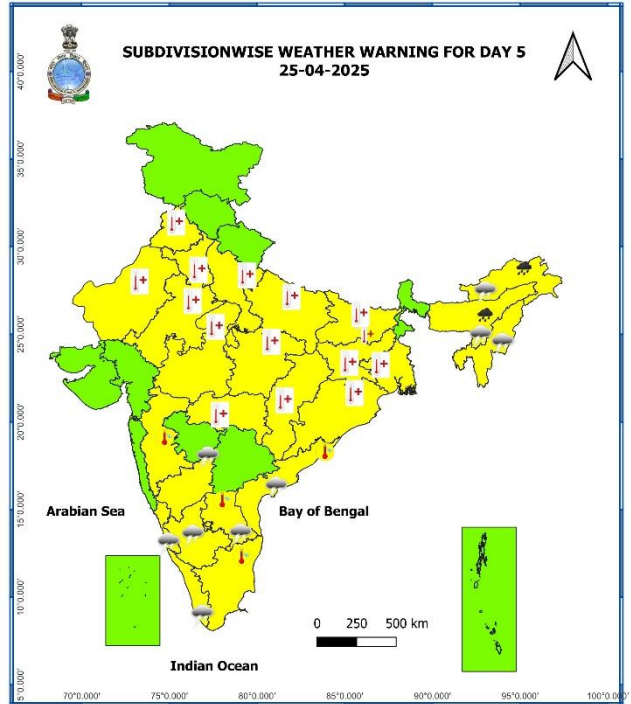 SUBDIVISIONWISE WEATHER WARNING FOR DAY 5
25-04-2025
40°0.000'
35°0.000'
30°0.000'
25°0.000'
20°0.000'
15°0.000'
10°0.000'
5°0.000'
Arabian Sea
Bay of Bengal
0 250 500 km
Indian Ocean
70°0.000' 75°0.000' 80°0.000' 85°0.000' 90°0.000' 95°0.000' 100°0.000'